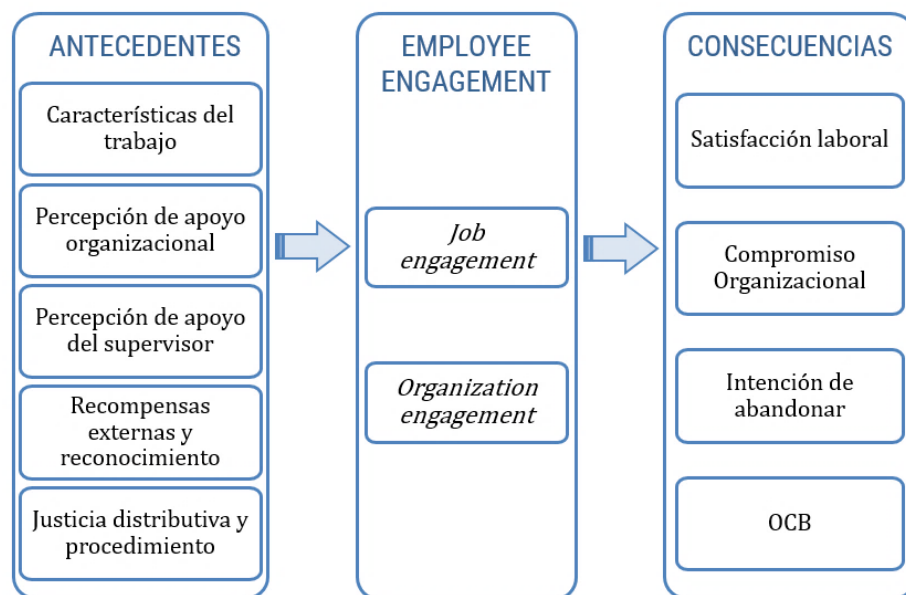 ANTECEDENTES
Características del
trabajo
Percepción de apoyo
organizacional
Percepción de apoyo
del supervisor
Recompensas
externas y
reconocimiento
Justicia distributiva y
procedimiento
EMPLOYEE
ENGAGEMENT
Job
engagement
Organization
engagement
CONSECUENCIAS
Satisfacción laboral
Compromiso
Organizacional
Intención de
abandonar
OCB